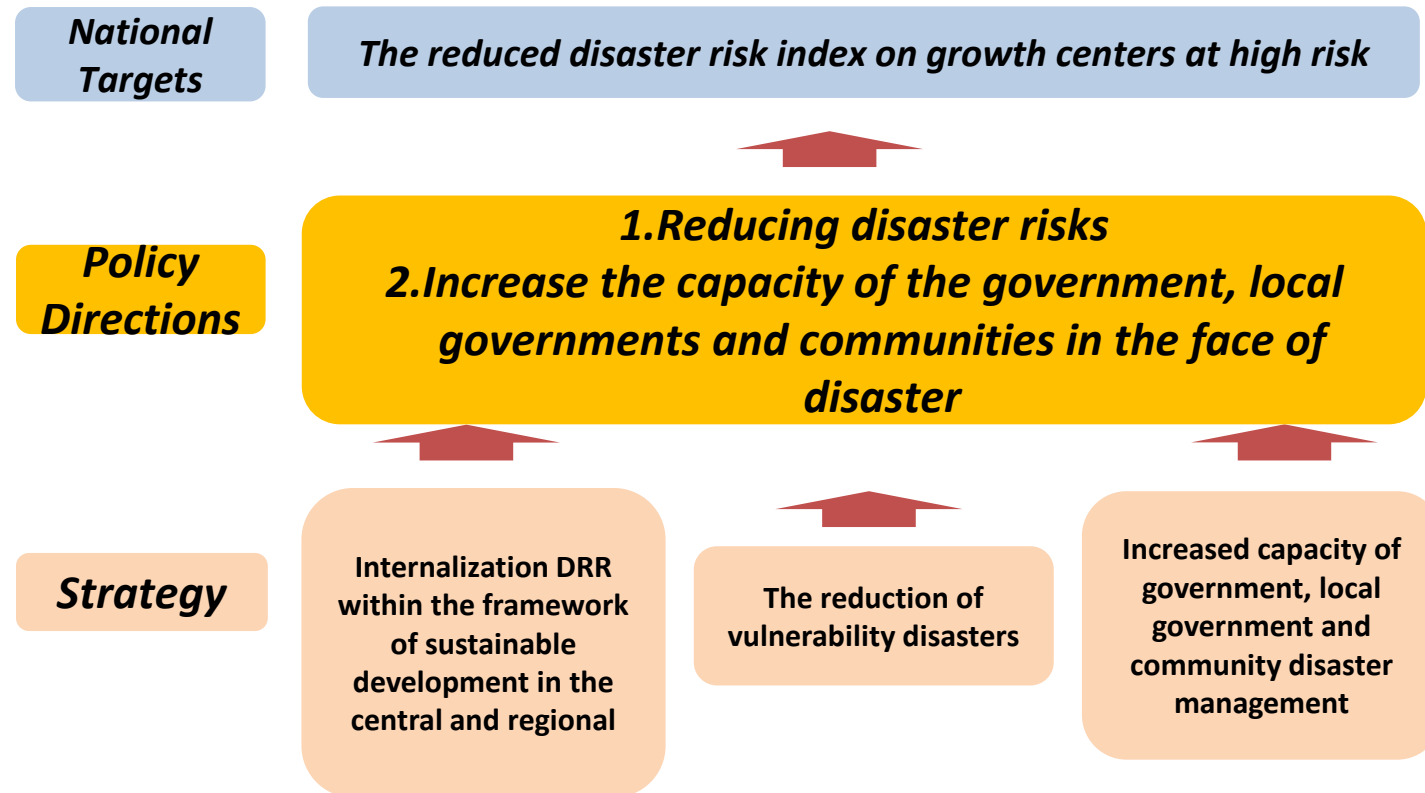 National
Targets
The reduced disaster risk index on growth centers at high risk
Policy
Directions
1.Reducing disaster risks
2.Increase the capacity of the government, local
governments and communities in the face of
disaster
Strategy
Internalization DRR
within the framework
of sustainable
development in the
central and regional
The reduction of
vulnerability disasters
Increased capacity of
government, local
government and
community disaster
management